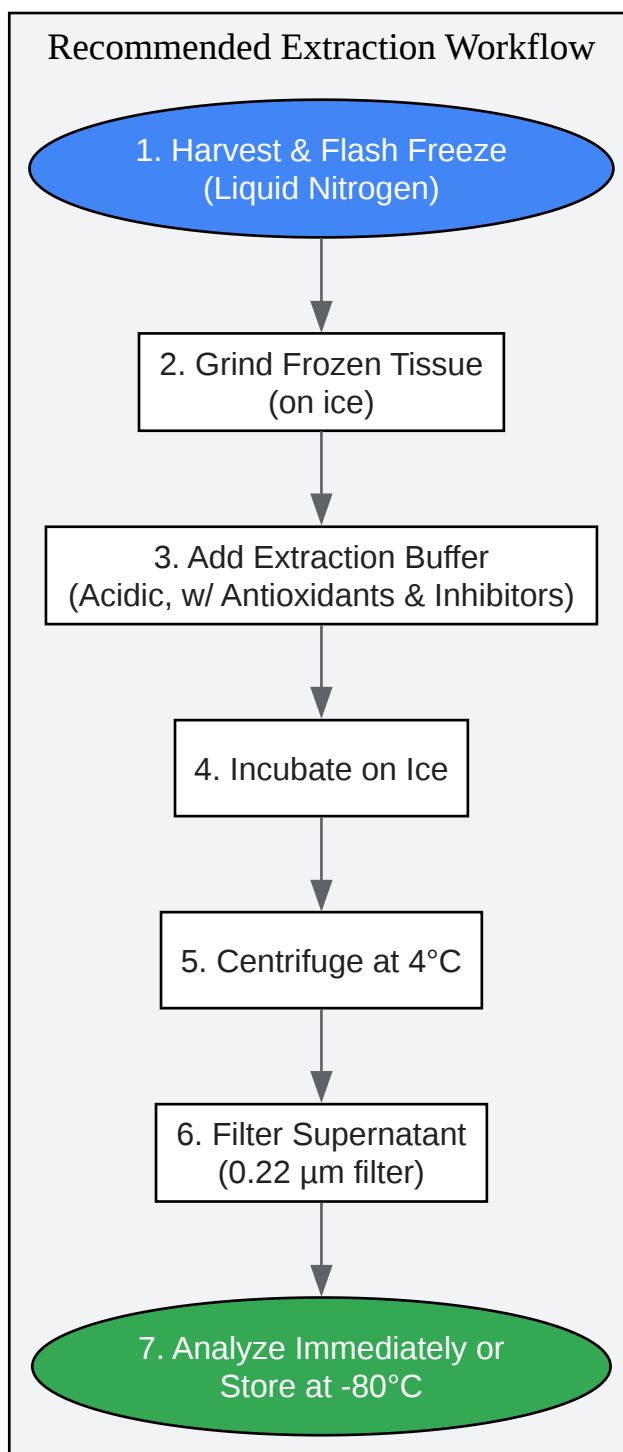 Recommended Extraction Workflow
1. Harvest & Flash Freeze
(Liquid Nitrogen)
2. Grind Frozen Tissue
(on ice)
3. Add Extraction Buffer
(Acidic, w/ Antioxidants & Inhibitors)
4. Incubate on Ice
5. Centrifuge at 4°C
6. Filter Supernatant
(0.22 µm filter)
7. Analyze Immediately or
Store at -80°C